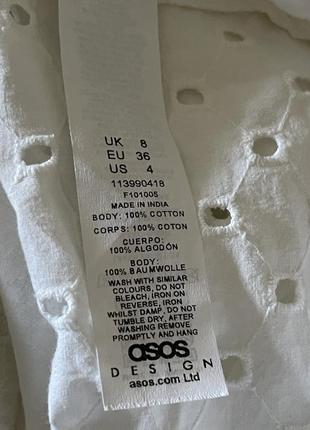 UK 8
EU 36
US 4
113990418
F101005
MADE IN INDIA
BODY: 100% COTTON
CORPS: 100% COTON
CUERPO:
100% ALGODÓN
BODY:
100% BAUMWOLLE
WASH WITH SIMILAR
COLOURS, DO NOT
BLEACH, IRON ON
REVERSE, IRON
WHILST DAMP, DO NOT
TUMBLE DRY, AFTER
WASHING REMOVE
PROMPTLY AND HANG
asos
DESIGN
asos.com Ltd